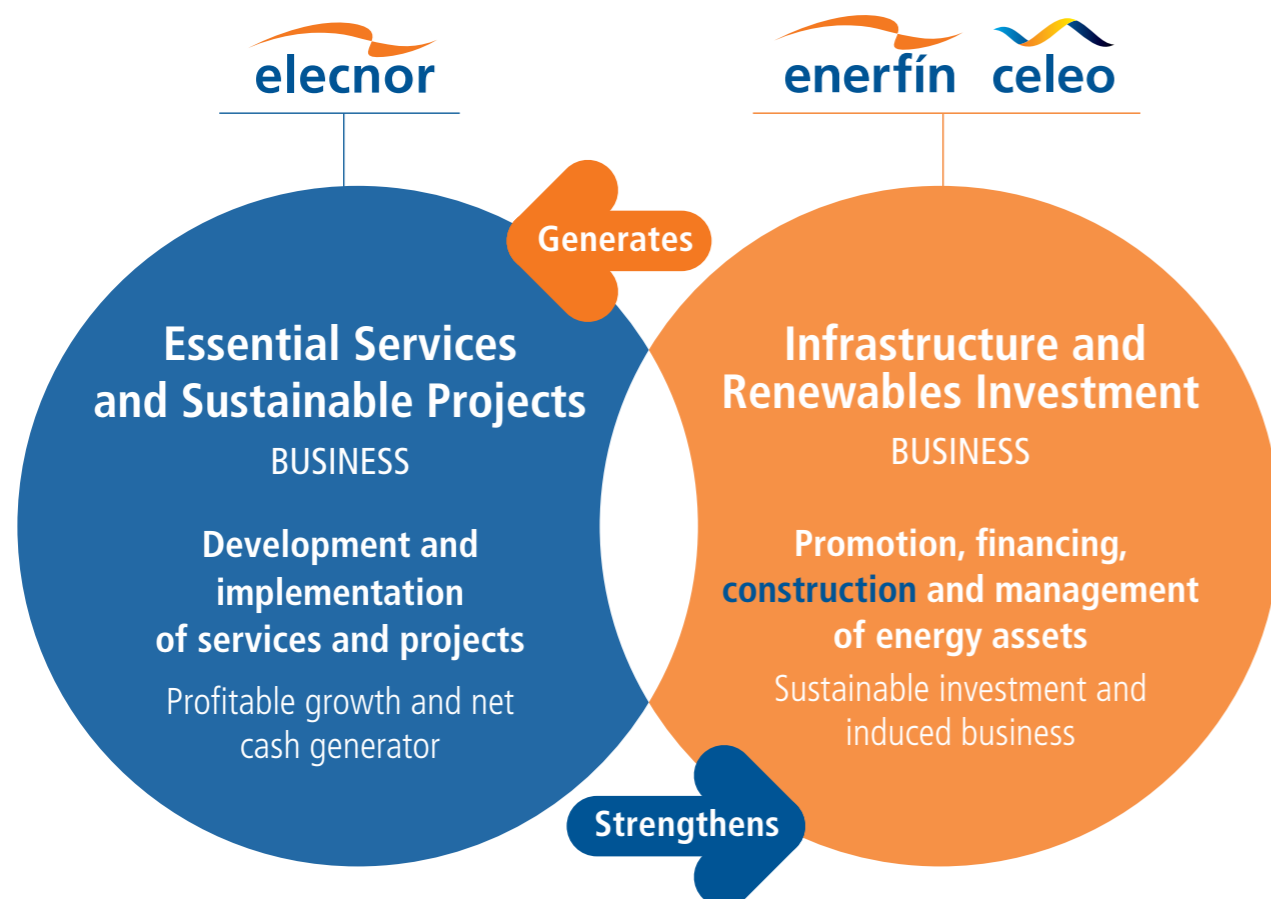 elecnor
enerfín celeo
Generates
Essential Services
and Sustainable Projects
BUSINESS
Development and
implementation
of services and projects
Profitable growth and net
cash generator
Infrastructure and
Renewables Investment
BUSINESS
Promotion, financing,
construction and management
of energy assets
Sustainable investment and
induced business
Strengthens